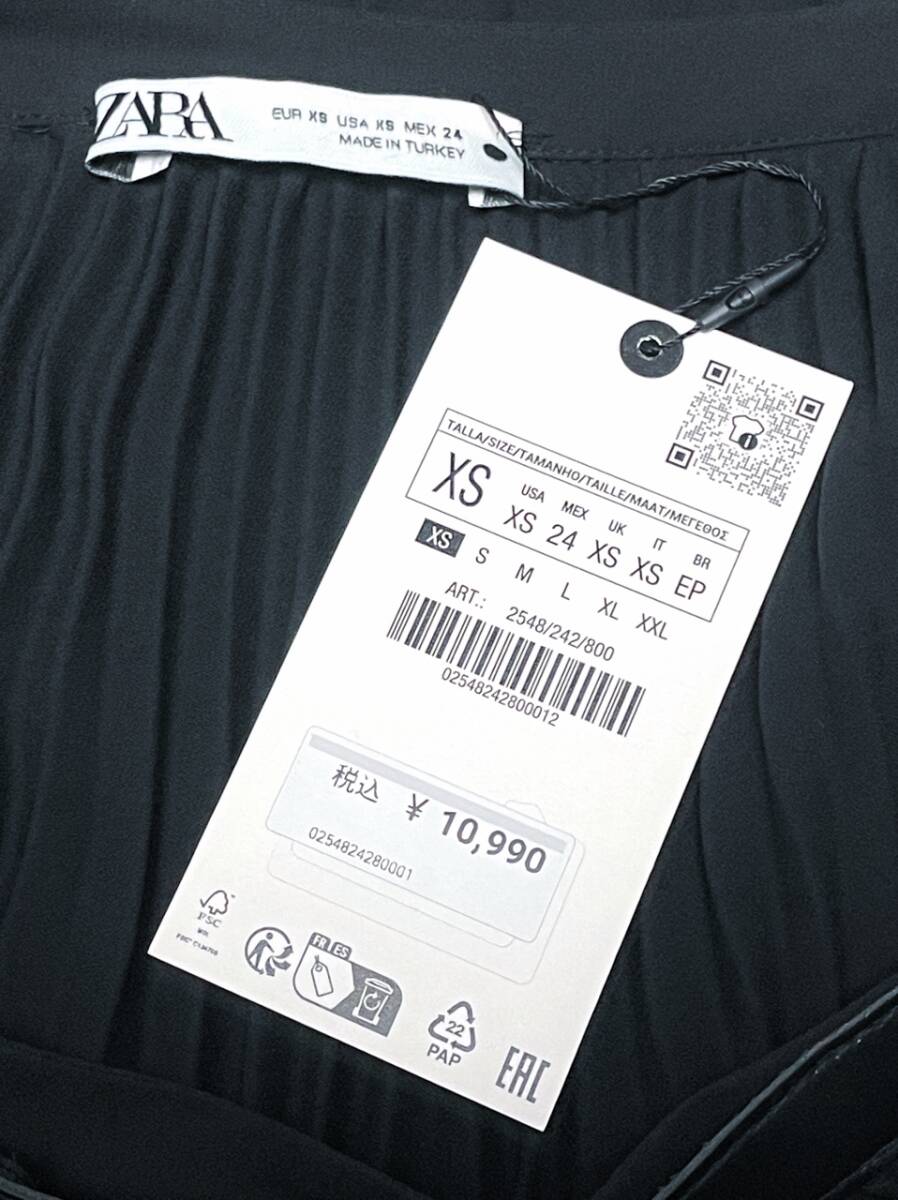 ZARA
EUR XS USA XS MEX 24
MADE IN TURKEY
TALLA/SIZE/TAMANHO/TAILLE/MAAT/ΜΕΓΕΘΟΣ
XS
USA MEX UK IT BR
XS 24 XS XS EP
XS S M L XL XXL
ART.: 2548/242/800
02548242800012
税込 ¥ 10,990
0254824280001
FSC
FR ES
22
PAP
EAC